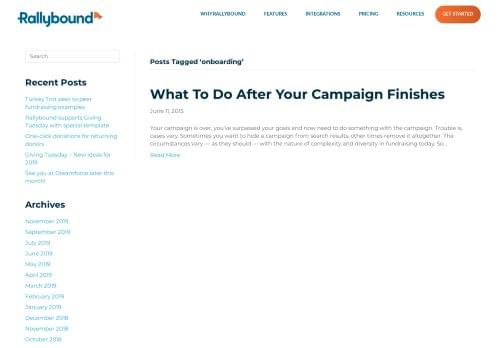 Rallybound
WHY RALLYBOUND
FEATURES
INTEGRATIONS
PRICING
RESOURCES
GET STARTED
Search
Recent Posts
Turkey Trot peer to peer
fundraising examples
Rallybound supports Giving
Tuesday with special template
One-click donations for returning
donors
Giving Tuesday – New ideas for
2019
See you at Dreamforce later this
month!
Archives
November 2019
September 2019
July 2019
June 2019
May 2019
April 2019
March 2019
February 2019
January 2019
December 2018
November 2018
October 2018
Posts Tagged ‘onboarding’
What To Do After Your Campaign Finishes
June 11, 2015
Your campaign is over, you've surpassed your goals and now need to do something with the campaign. Trouble is,
cases vary. Sometimes you want to hide a campaign from search results, other times remove it altogether. The
circumstances vary — as they should — with the nature of complexity and diversity in fundraising today. So...
Read More